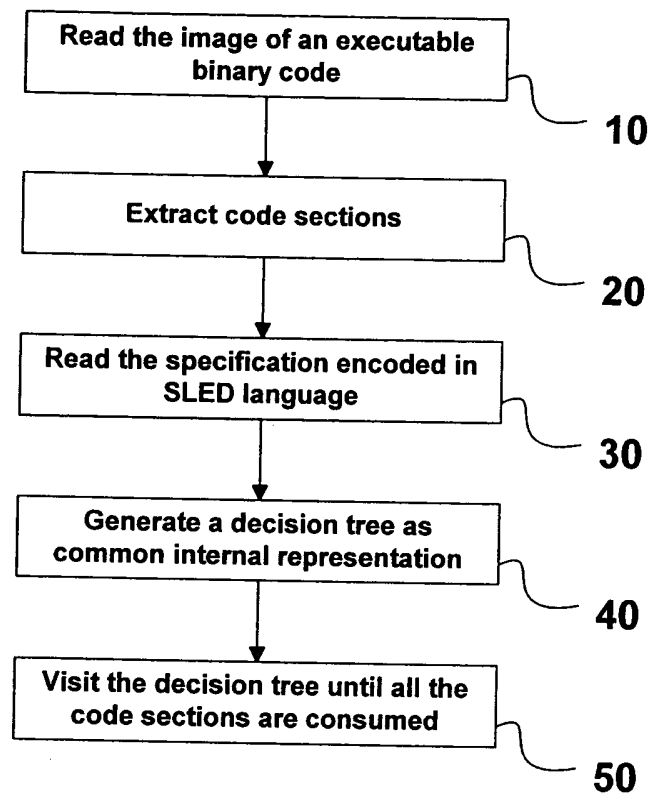 Read the image of an executable
binary code
10
Extract code sections
20
Read the specification encoded in
SLED language
30
Generate a decision tree as
common internal representation
40
Visit the decision tree until all the
code sections are consumed
50